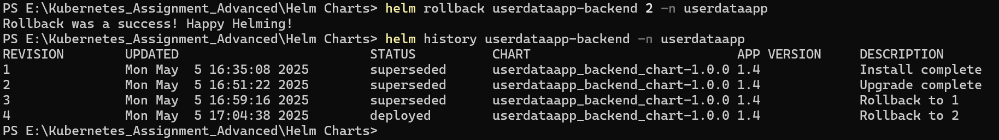 PS E:\Kubernetes_Assignment_Advanced\Helm Charts> helm rollback userdataapp-backend 2 -n userdataapp
Rollback was a success! Happy Helming!
PS E:\Kubernetes_Assignment_Advanced\Helm Charts> helm history userdataapp-backend -n userdataapp
REVISION        UPDATED                         STATUS          CHART                           APP VERSION     DESCRIPTION
1               Mon May  5 16:35:08 2025        superseded      userdataapp_backend_chart-1.0.0 1.4             Install complete
2               Mon May  5 16:51:22 2025        superseded      userdataapp_backend_chart-1.0.0 1.4             Upgrade complete
3               Mon May  5 16:59:16 2025        superseded      userdataapp_backend_chart-1.0.0 1.4             Rollback to 1
4               Mon May  5 17:04:38 2025        deployed        userdataapp_backend_chart-1.0.0 1.4             Rollback to 2
PS E:\Kubernetes_Assignment_Advanced\Helm Charts>